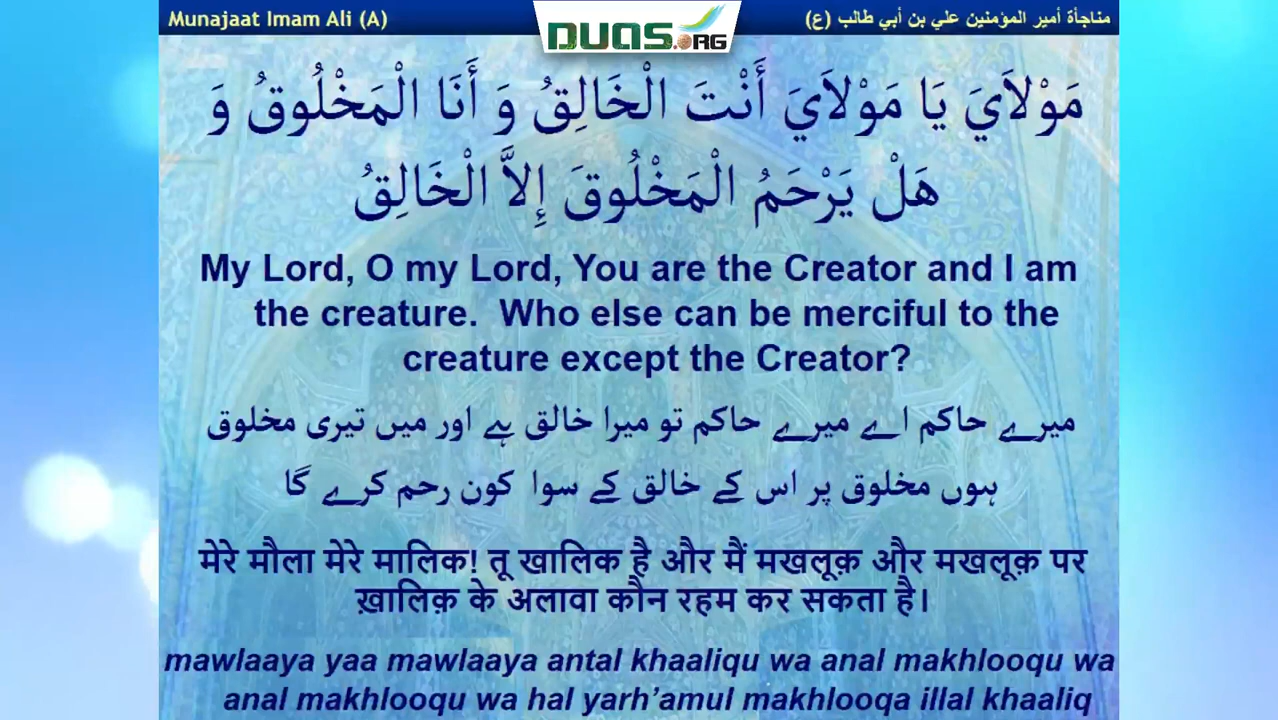 Munajaat Imam Ali (A)
DUAS.ORG
مناجأة أمير المؤمنين علي بن أبي طالب (ع)
مَوْلاَيَ يَا مَوْلاَيَ أَنْتَ الْخَالِقُ وَ أَنَا الْمَخْلُوقُ وَ
هَلْ يَرْحَمُ الْمَخْلُوقَ إِلاَّ الْخَالِقُ
My Lord, O my Lord, You are the Creator and I am
the creature. Who else can be merciful to the
creature except the Creator?
میرے حاکم اے میرے حاکم تو میرا خالق ہے اور میں تیری مخلوق
ہوں مخلوق پر اس کے خالق کے سوا کون رحم کرے گا
मेरे मौला मेरे मालिक! तू खालिक है और मैं मखलूक़ और मखलूक़ पर
ख़ालिक़ के अलावा कौन रहम कर सकता है।
mawlaaya yaa mawlaaya antal khaaliqu wa anal makhlooqu wa
anal makhlooqu wa hal yarh’amul makhlooqa illal khaaliq